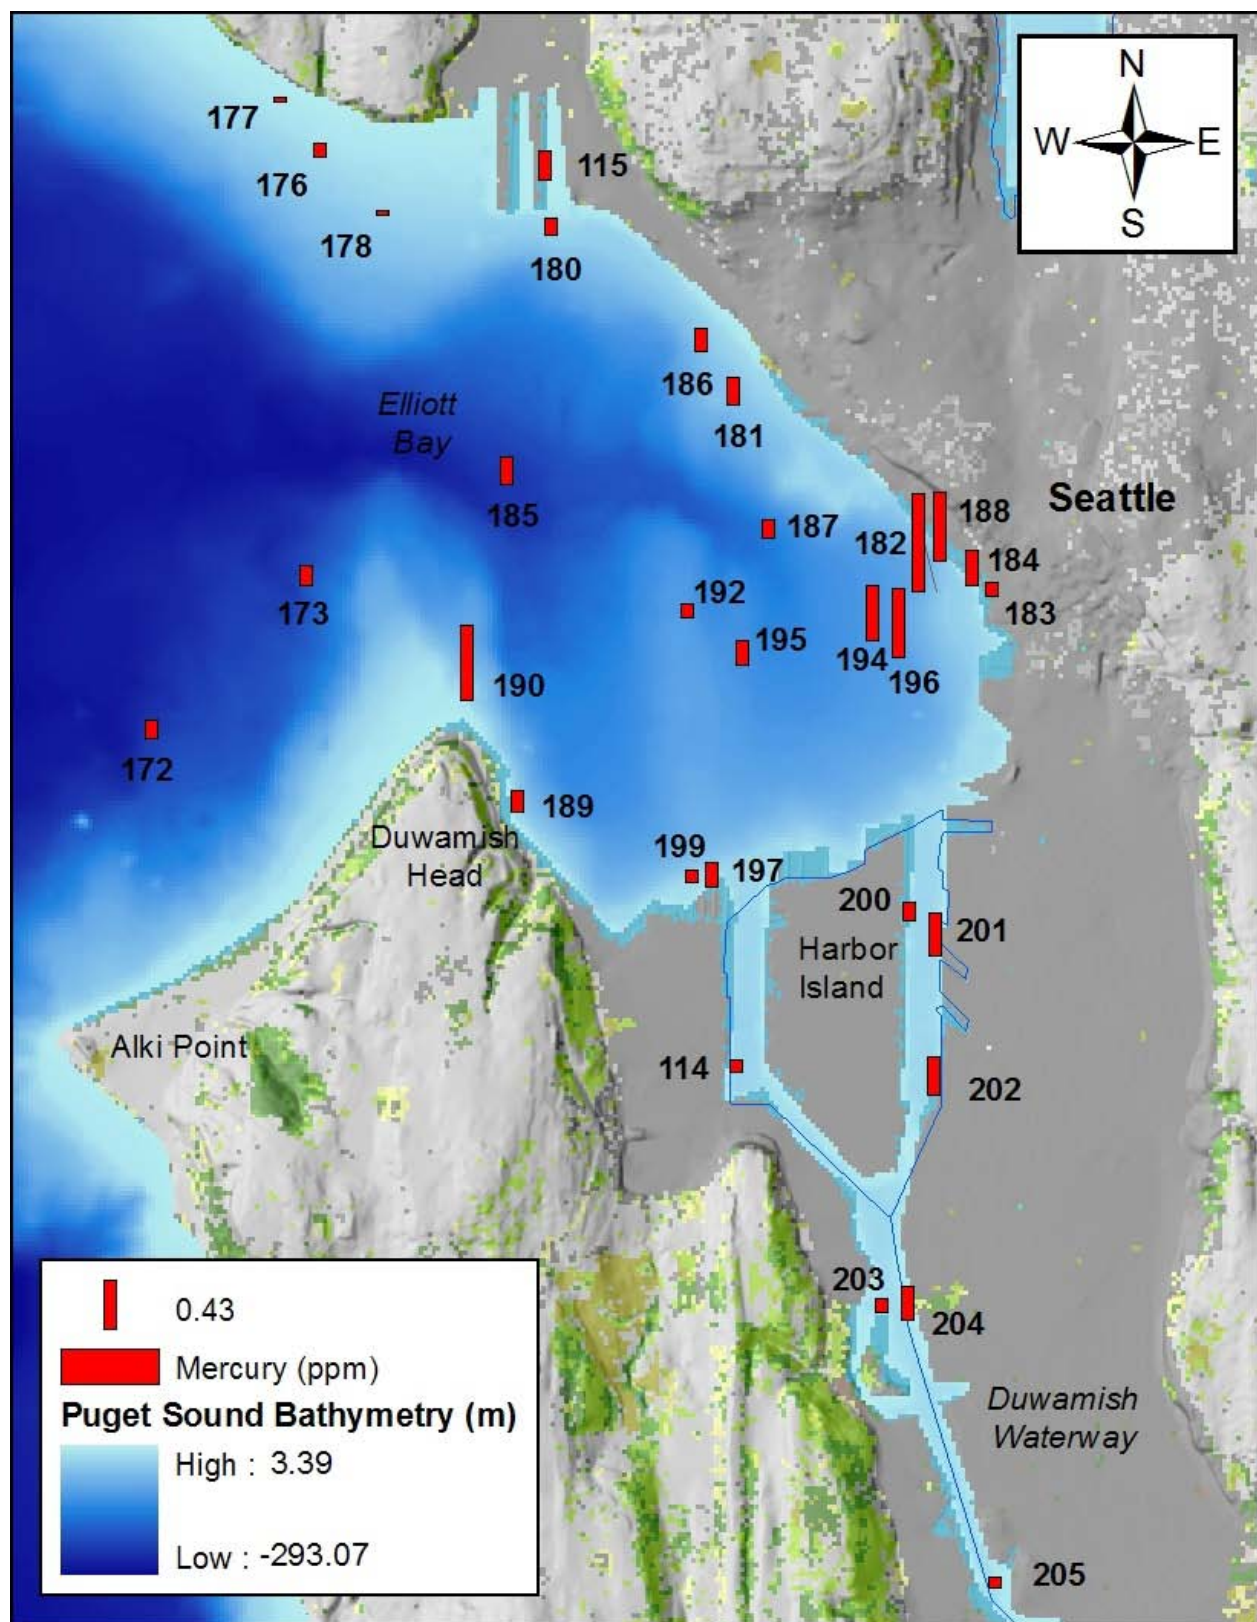 N
W E
S
177
176
115
178
180
186
Elliott
Bay
181
185
187
182
188
Seattle
184
173
192
183
195
194
196
190
172
189
Duwamish
Head
199
197
200
201
Harbor
Island
Alki Point
114
202
203
204
0.43
Mercury (ppm)
Puget Sound Bathymetry (m)
High : 3.39
Low : -293.07
Duwamish
Waterway
205